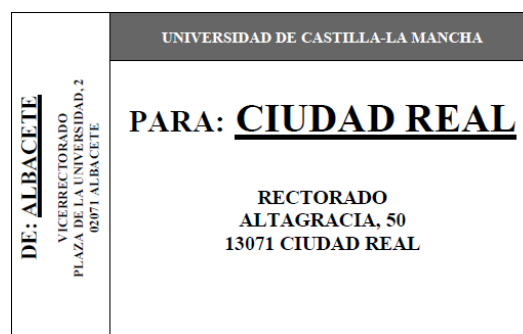 UNIVERSIDAD DE CASTILLA-LA MANCHA
PARA: CIUDAD REAL
RECTORADO
ALTAGRACIA, 50
13071 CIUDAD REAL
DE: ALBACETE
VICERRECTORADO
PLAZA DE LA UNIVERSIDAD, 2
02071 ALBACETE